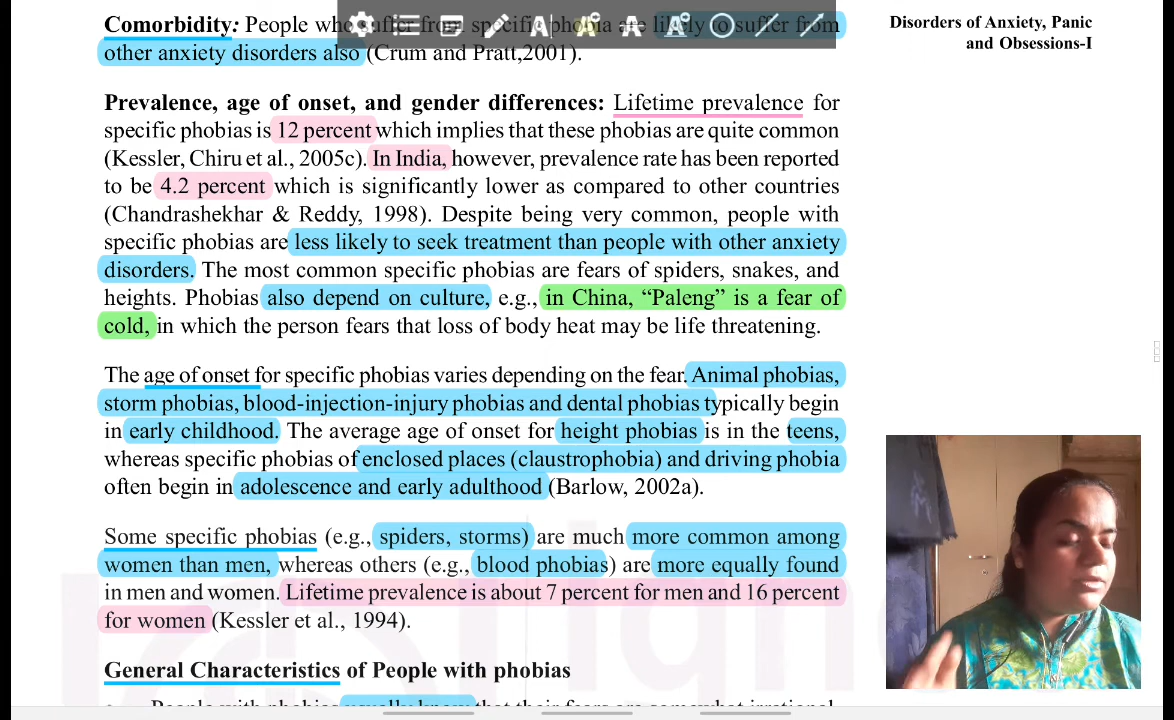 Comorbidity: People who suffer from specific phobia are likely to suffer from
other anxiety disorders also (Crum and Pratt,2001).
Disorders of Anxiety, Panic
and Obsessions-I
Prevalence, age of onset, and gender differences: Lifetime prevalence for
specific phobias is 12 percent which implies that these phobias are quite common
(Kessler, Chiru et al., 2005c). In India, however, prevalence rate has been reported
to be 4.2 percent which is significantly lower as compared to other countries
(Chandrashekhar & Reddy, 1998). Despite being very common, people with
specific phobias are less likely to seek treatment than people with other anxiety
disorders. The most common specific phobias are fears of spiders, snakes, and
heights. Phobias also depend on culture, e.g., in China, “Paleng” is a fear of
cold, in which the person fears that loss of body heat may be life threatening.
The age of onset for specific phobias varies depending on the fear. Animal phobias,
storm phobias, blood-injection-injury phobias and dental phobias typically begin
in early childhood. The average age of onset for height phobias is in the teens,
whereas specific phobias of enclosed places (claustrophobia) and driving phobia
often begin in adolescence and early adulthood (Barlow, 2002a).
Some specific phobias (e.g., spiders, storms) are much more common among
women than men, whereas others (e.g., blood phobias) are more equally found
in men and women. Lifetime prevalence is about 7 percent for men and 16 percent
for women (Kessler et al., 1994).
General Characteristics of People with phobias
People with phobias usually know that their fears are somewhat irrational